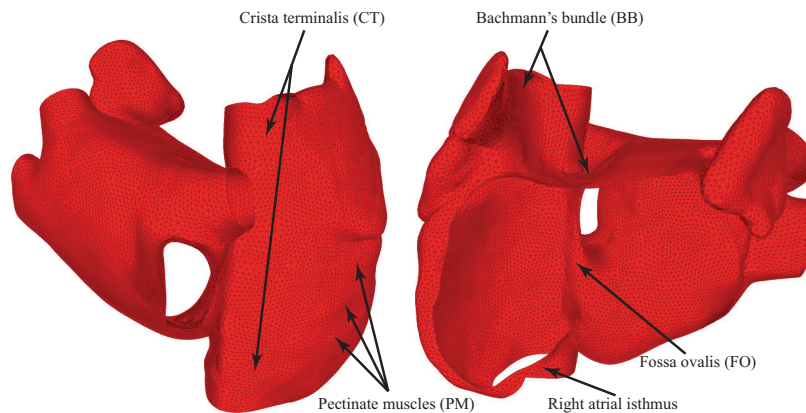 Crista terminalis (CT)
Bachmann’s bundle (BB)
Fossa ovalis (FO)
Pectinate muscles (PM)
Right atrial isthmus